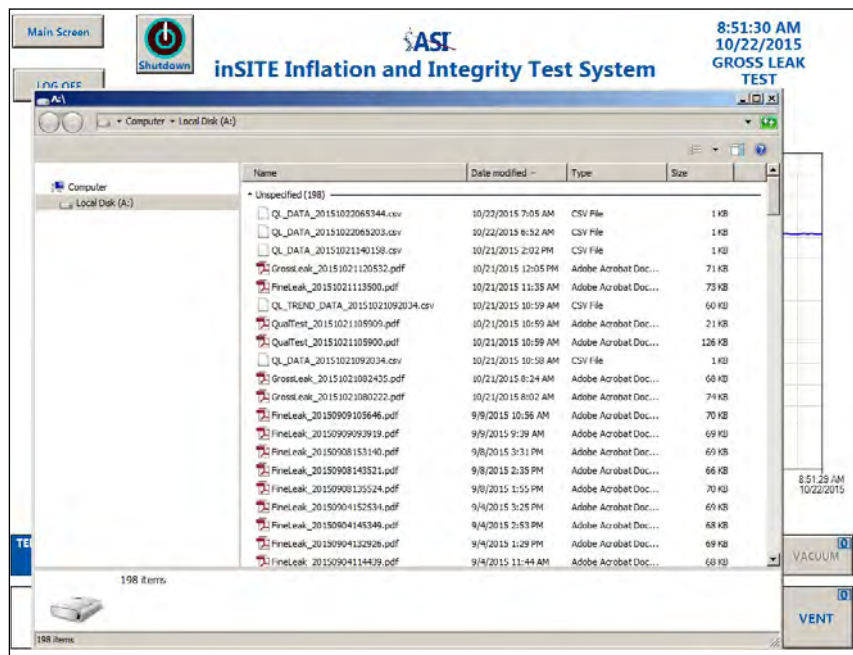 Main Screen
Shutdown
ASI
inSITE Inflation and Integrity Test System
8:51:30 AM
10/22/2015
GROSS LEAK
TEST
LOG OFF
A:\
Computer Local Disk (A:)
Name Date modified Type Size
Computer
Local Disk (A:)
Unspecified (198)
QL_DATA_20151022065344.csv 10/22/2015 7:05 AM CSV File 1 KB
QL_DATA_20151022065203.csv 10/22/2015 6:52 AM CSV File 1 KB
QL_DATA_20151021140158.csv 10/21/2015 2:02 PM CSV File 1 KB
GrossLeak_20151021120532.pdf 10/21/2015 12:05 PM Adobe Acrobat Doc... 71 KB
FineLeak_20151021113500.pdf 10/21/2015 11:35 AM Adobe Acrobat Doc... 73 KB
QL_TREND_DATA_20151021092034.csv 10/21/2015 10:59 AM CSV File 60 KB
QualTest_20151021105909.pdf 10/21/2015 10:59 AM Adobe Acrobat Doc... 21 KB
QualTest_20151021105900.pdf 10/21/2015 10:59 AM Adobe Acrobat Doc... 126 KB
QL_DATA_20151021092034.csv 10/21/2015 10:58 AM CSV File 1 KB
GrossLeak_20151021082435.pdf 10/21/2015 8:24 AM Adobe Acrobat Doc... 68 KB
GrossLeak_20151021080222.pdf 10/21/2015 8:02 AM Adobe Acrobat Doc... 74 KB
FineLeak_20150909105646.pdf 9/9/2015 10:56 AM Adobe Acrobat Doc... 70 KB
FineLeak_20150909093919.pdf 9/9/2015 9:39 AM Adobe Acrobat Doc... 69 KB
FineLeak_20150908153140.pdf 9/8/2015 3:31 PM Adobe Acrobat Doc... 69 KB
FineLeak_20150908143521.pdf 9/8/2015 2:35 PM Adobe Acrobat Doc... 66 KB
FineLeak_20150908135524.pdf 9/8/2015 1:55 PM Adobe Acrobat Doc... 70 KB
FineLeak_20150904152534.pdf 9/4/2015 3:25 PM Adobe Acrobat Doc... 69 KB
FineLeak_20150904145349.pdf 9/4/2015 2:53 PM Adobe Acrobat Doc... 68 KB
FineLeak_20150904132926.pdf 9/4/2015 1:29 PM Adobe Acrobat Doc... 69 KB
FineLeak_20150904114439.pdf 9/4/2015 11:44 AM Adobe Acrobat Doc... 68 KB
8:51:29 AM
10/22/2015
TE
VACUUM
VENT
198 items
198 items